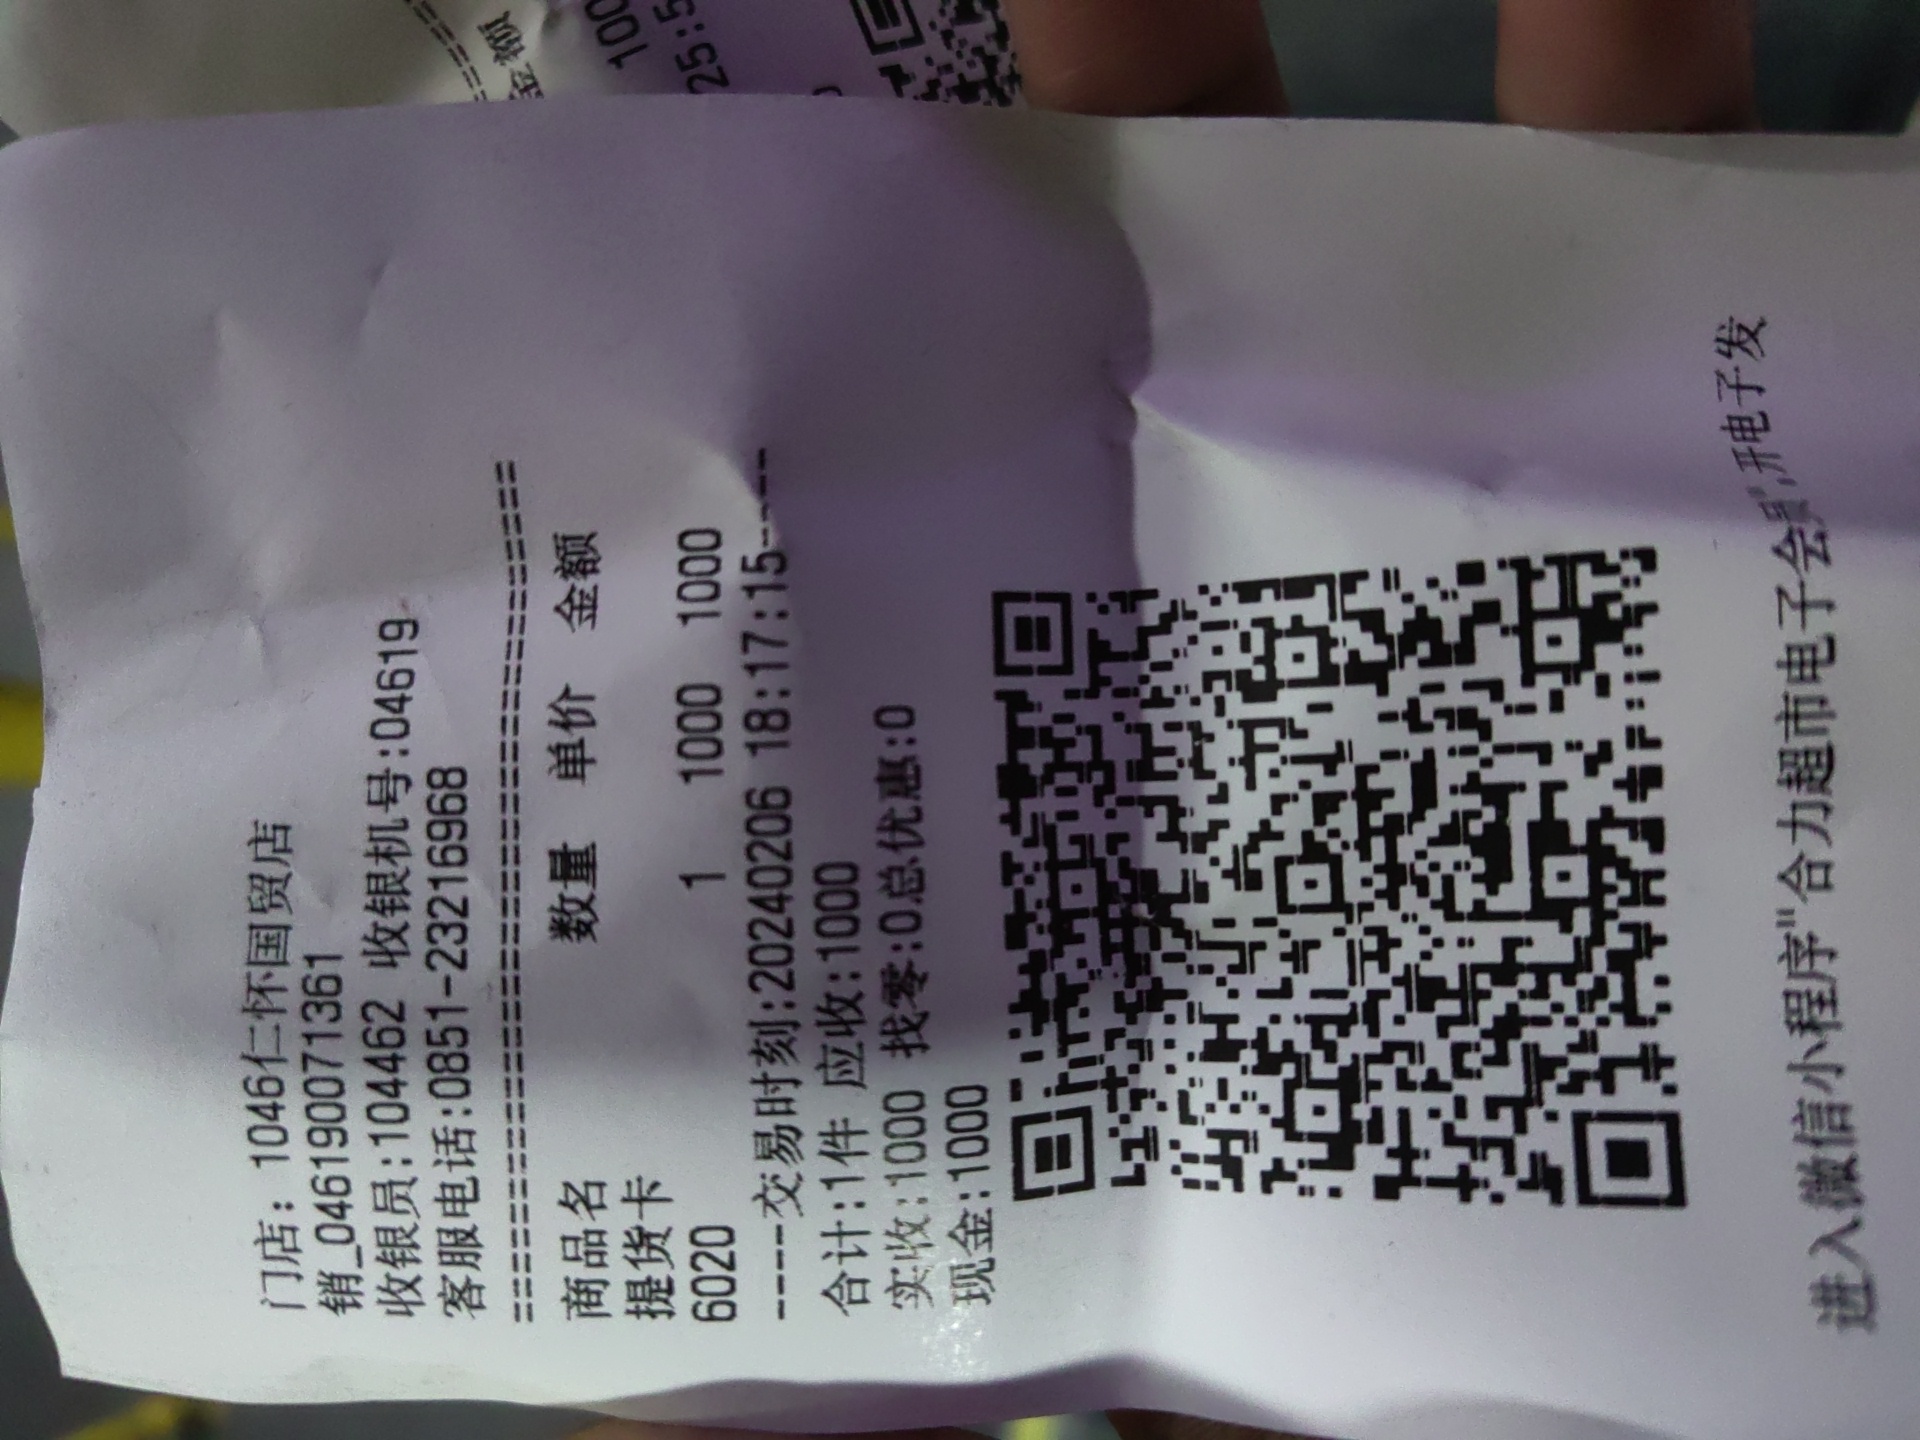 门店: 1046仁怀国贸店
销_046190071361
收银员:104462 收银机号:04619
客服电话:0851-23216968
==========================================
商品名 数量 单价 金额
提货卡
6020 1 1000 1000
-----交易时刻:20240206 18:17:15-----
合计:1件 应收:1000
实收:1000 找零:0总优惠:0
现金:1000
进入微信小程序"合力超市电子会员",开电子发
金额
100
25:5